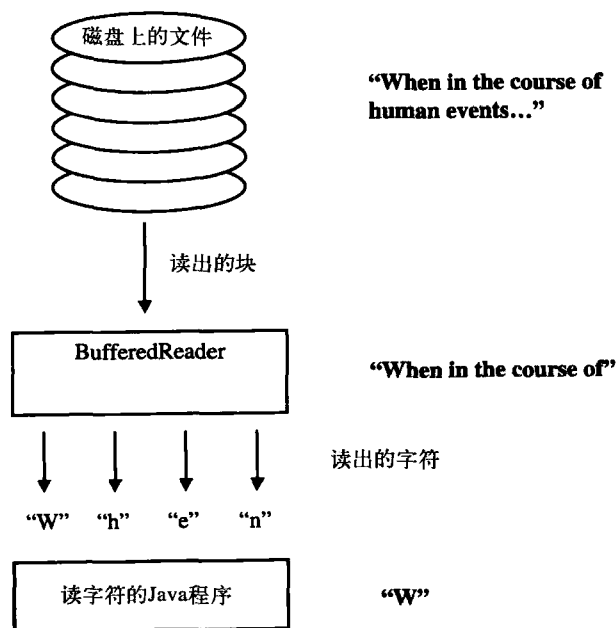 磁盘上的文件
“When in the course of
human events…”
读出的块
BufferedReader
“When in the course of”
读出的字符
“W” “h” “e” “n”
读字符的Java程序
“W”